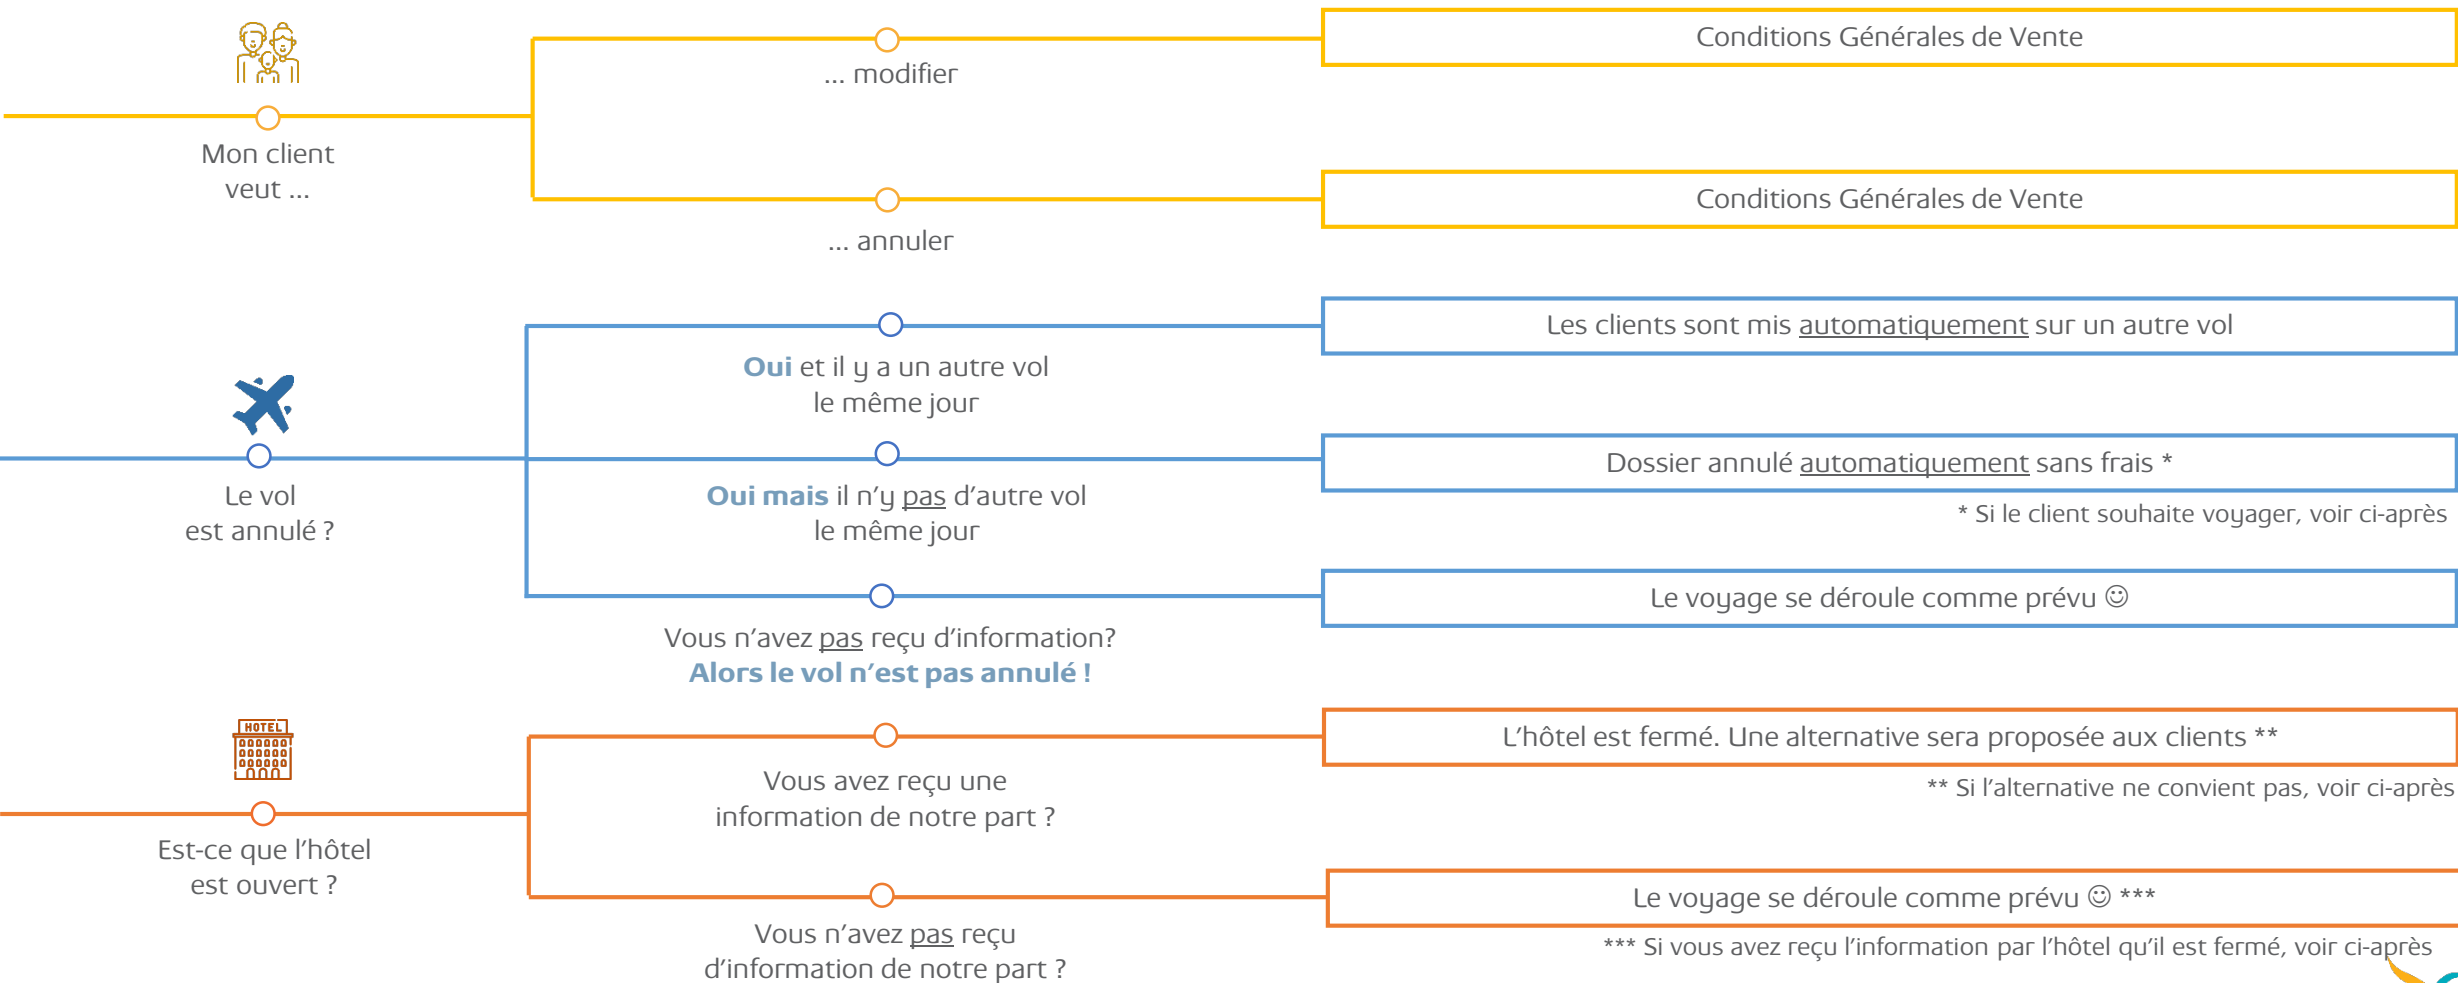 Conditions Générales de Vente
... modifier
Mon client
veut ...
Conditions Générales de Vente
... annuler
Les clients sont mis automatiquement sur un autre vol
Oui et il y a un autre vol
le même jour
Dossier annulé automatiquement sans frais *
Le vol
est annulé ?
Oui mais il n’y pas d’autre vol
le même jour
* Si le client souhaite voyager, voir ci-après
Le voyage se déroule comme prévu ☺
Vous n’avez pas reçu d’information?
Alors le vol n’est pas annulé !
HOTEL
L’hôtel est fermé. Une alternative sera proposée aux clients **
Vous avez reçu une
information de notre part ?
** Si l’alternative ne convient pas, voir ci-après
Est-ce que l’hôtel
est ouvert ?
Le voyage se déroule comme prévu ☺ ***
Vous n’avez pas reçu
d’information de notre part ?
*** Si vous avez reçu l’information par l’hôtel qu’il est fermé, voir ci-après